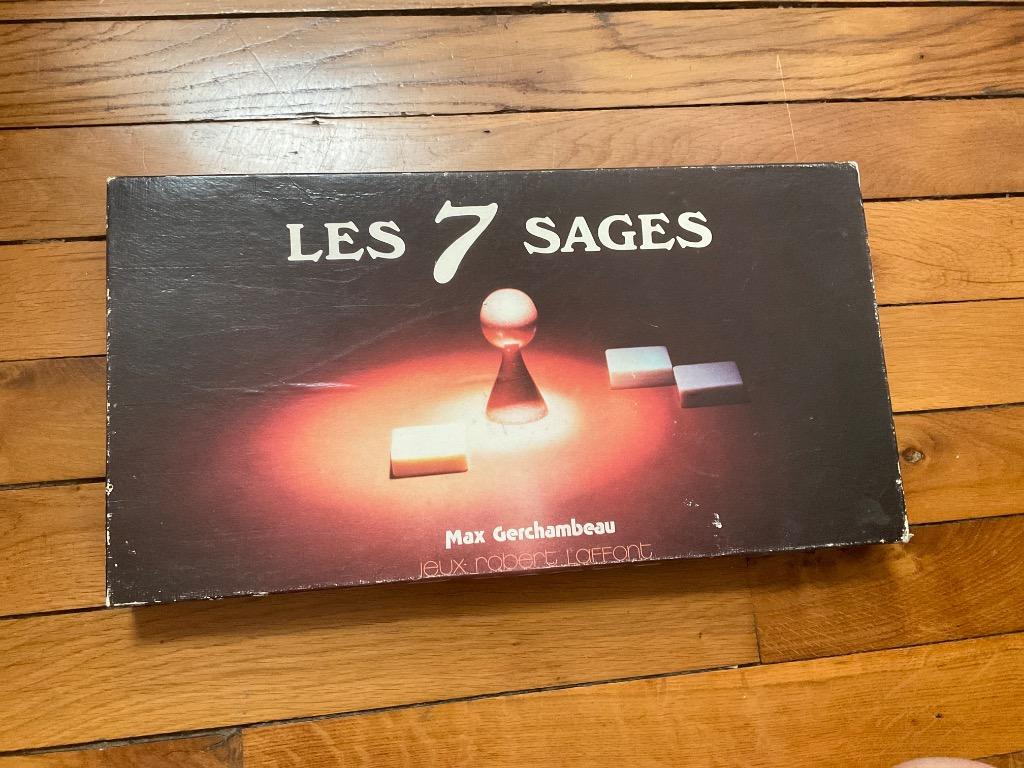 LES 7 SAGES
Max Gerchambeau
jeux robert laffont